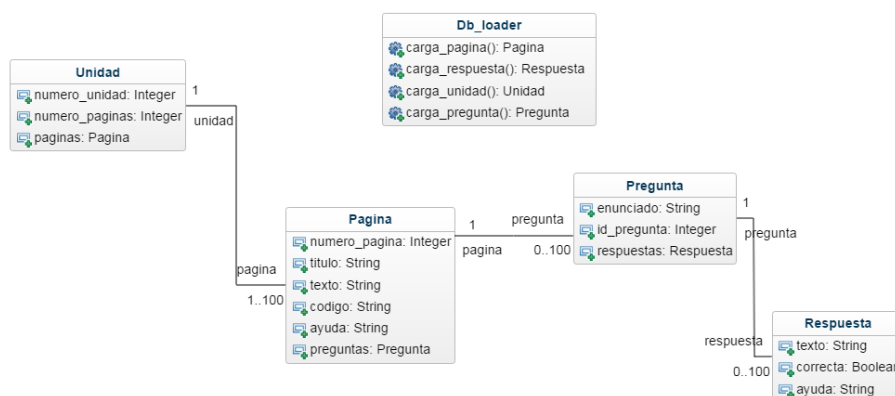 Db_loader
carga_pagina(): Pagina
carga_respuesta(): Respuesta
carga_unidad(): Unidad
carga_pregunta(): Pregunta
Unidad
numero_unidad: Integer
numero_paginas: Integer
paginas: Pagina
1
unidad
pagina
1..100
Pagina
numero_pagina: Integer
titulo: String
texto: String
codigo: String
ayuda: String
preguntas: Pregunta
1
pagina
pregunta
0..100
Pregunta
enunciado: String
id_pregunta: Integer
respuestas: Respuesta
1
pregunta
respuesta
0..100
Respuesta
texto: String
correcta: Boolean
ayuda: String